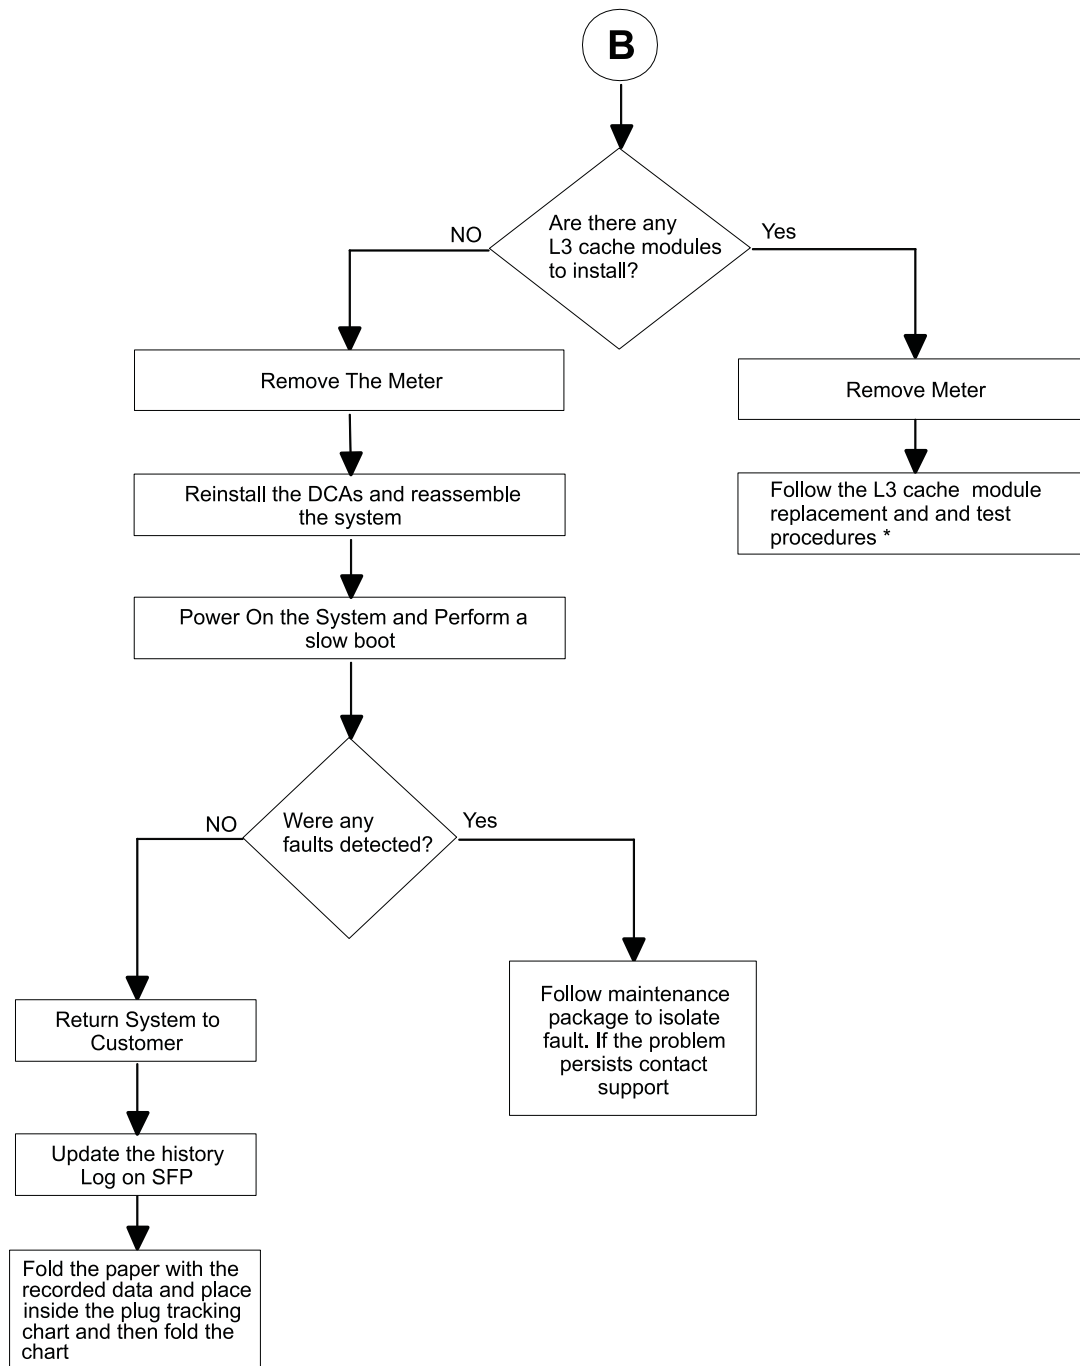 B
Are there any
L3 cache modules
to install?
NO
Yes
Remove The Meter
Remove Meter
Reinstall the DCAs and reassemble
the system
Follow the L3 cache module
replacement and and test
procedures *
Power On the System and Perform a
slow boot
Were any
faults detected?
NO
Yes
Return System to
Customer
Follow maintenance
package to isolate
fault. If the problem
persists contact
support
Update the history
Log on SFP
Fold the paper with the
recorded data and place
inside the plug tracking
chart and then fold the
chart